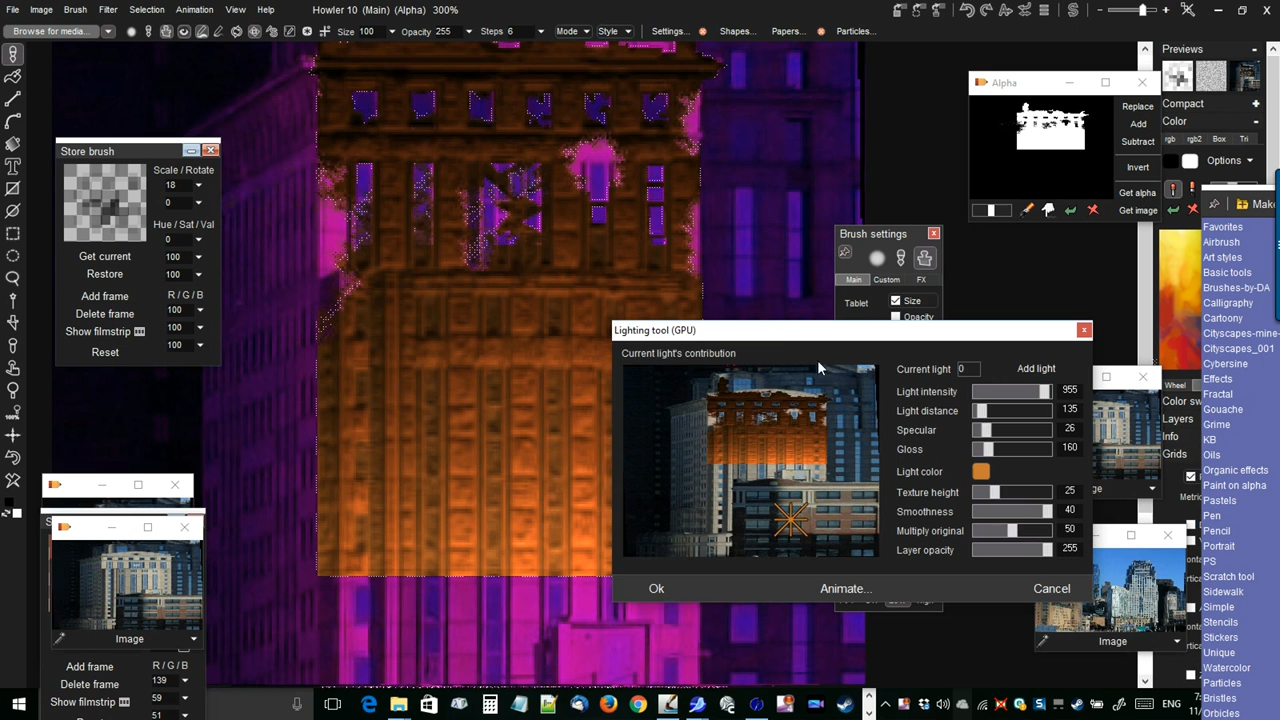 File Image Brush Filter Selection Animation View Window Help Howler 10 (Main) (Alpha) 300%
Browse for media... Size 100 Opacity 255 Steps 6 Mode Style Settings... Shapes... Papers... Particles...
Previews
Compact
Color
rgb rgb2 Box Tri
Options
Alpha
Replace
Add
Subtract
Invert
Get alpha
Get image
Store brush
Scale / Rotate
18
0
Hue / Sat / Val
0
Get current 100
Restore 100
Add frame R / G / B
Delete frame 100
Show filmstrip 100
Reset 100
Brush settings
Main Custom FX
Tablet Size
Opacity
Lighting tool (GPU)
Current light's contribution
Current light 0 Add light
Light intensity 955
Light distance 135
Specular 26
Gloss 160
Light color
Texture height 25
Smoothness 40
Multiply original 50
Layer opacity 255
Ok Animate... Cancel
Wheel
Color sw
Layers
Info
Grids
Metric
Image
Add frame R / G / B
Delete frame 139
Show filmstrip 59
51
Image
Favorites
Airbrush
Art styles
Basic tools
Brushes-by-DA
Calligraphy
Cartoony
Cityscapes-mine-
Cityscapes_001
Cybersine
Effects
Fractal
Gouache
Grime
KB
Oils
Organic effects
Paint on alpha
Pastels
Pen
Pencil
Portrait
PS
Scratch tool
Sidewalk
Simple
Stencils
Stickers
Unique
Watercolor
Particles
Bristles
Orbicles
ENG